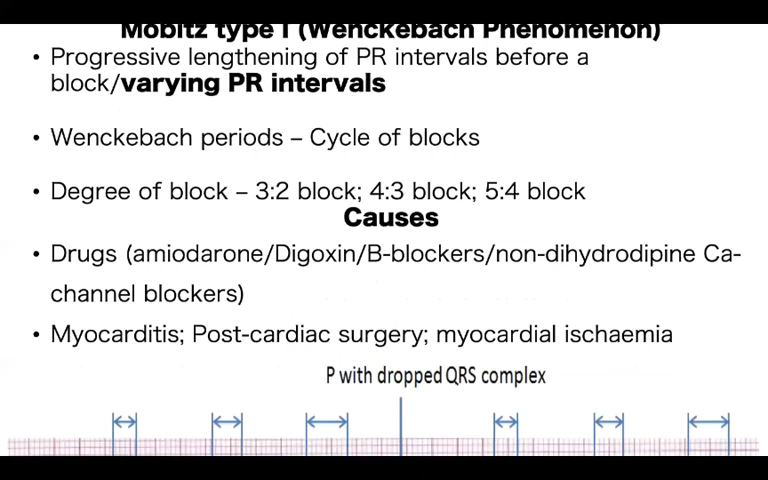 Mobitz type I (Wenckebach Phenomenon)
• Progressive lengthening of PR intervals before a
block/varying PR intervals
• Wenckebach periods – Cycle of blocks
• Degree of block – 3:2 block; 4:3 block; 5:4 block
Causes
• Drugs (amiodarone/Digoxin/B-blockers/non-dihydrodipine Ca-
channel blockers)
• Myocarditis; Post-cardiac surgery; myocardial ischaemia
P with dropped QRS complex